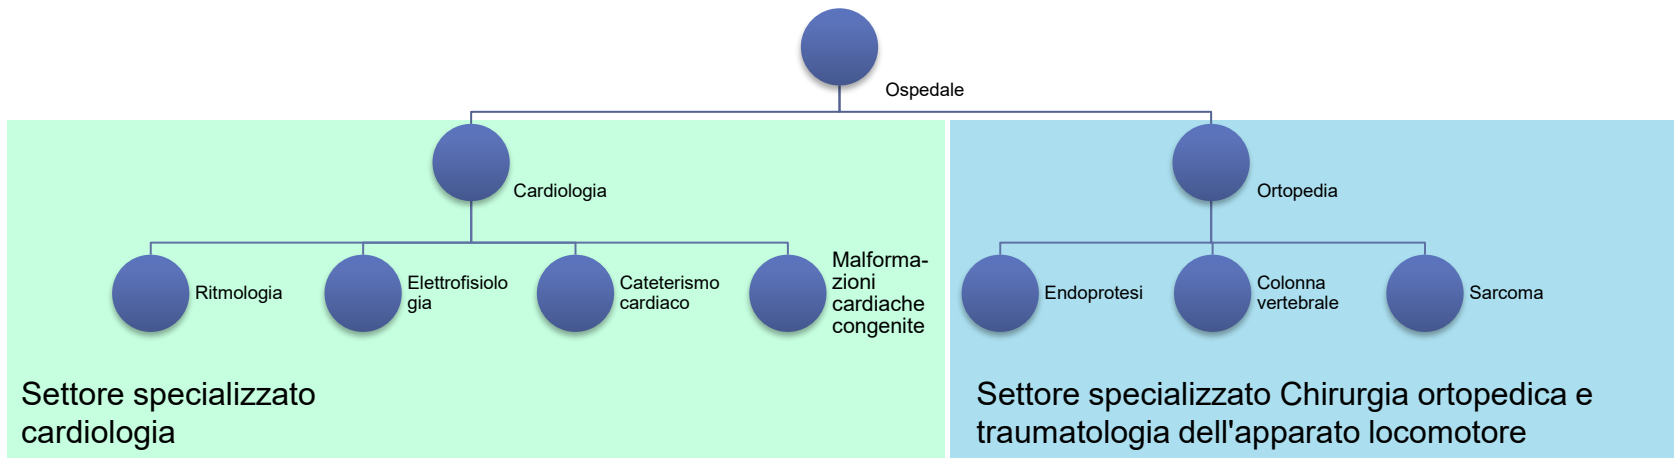 Ospedale
Cardiologia
Ortopedia
Ritmologia
Elettrofisiolo
gia
Cateterismo
cardiaco
Malforma-
zioni
cardiache
congenite
Endoprotesi
Colonna
vertebrale
Sarcoma
Settore specializzato
cardiologia
Settore specializzato Chirurgia ortopedica e
traumatologia dell'apparato locomotore